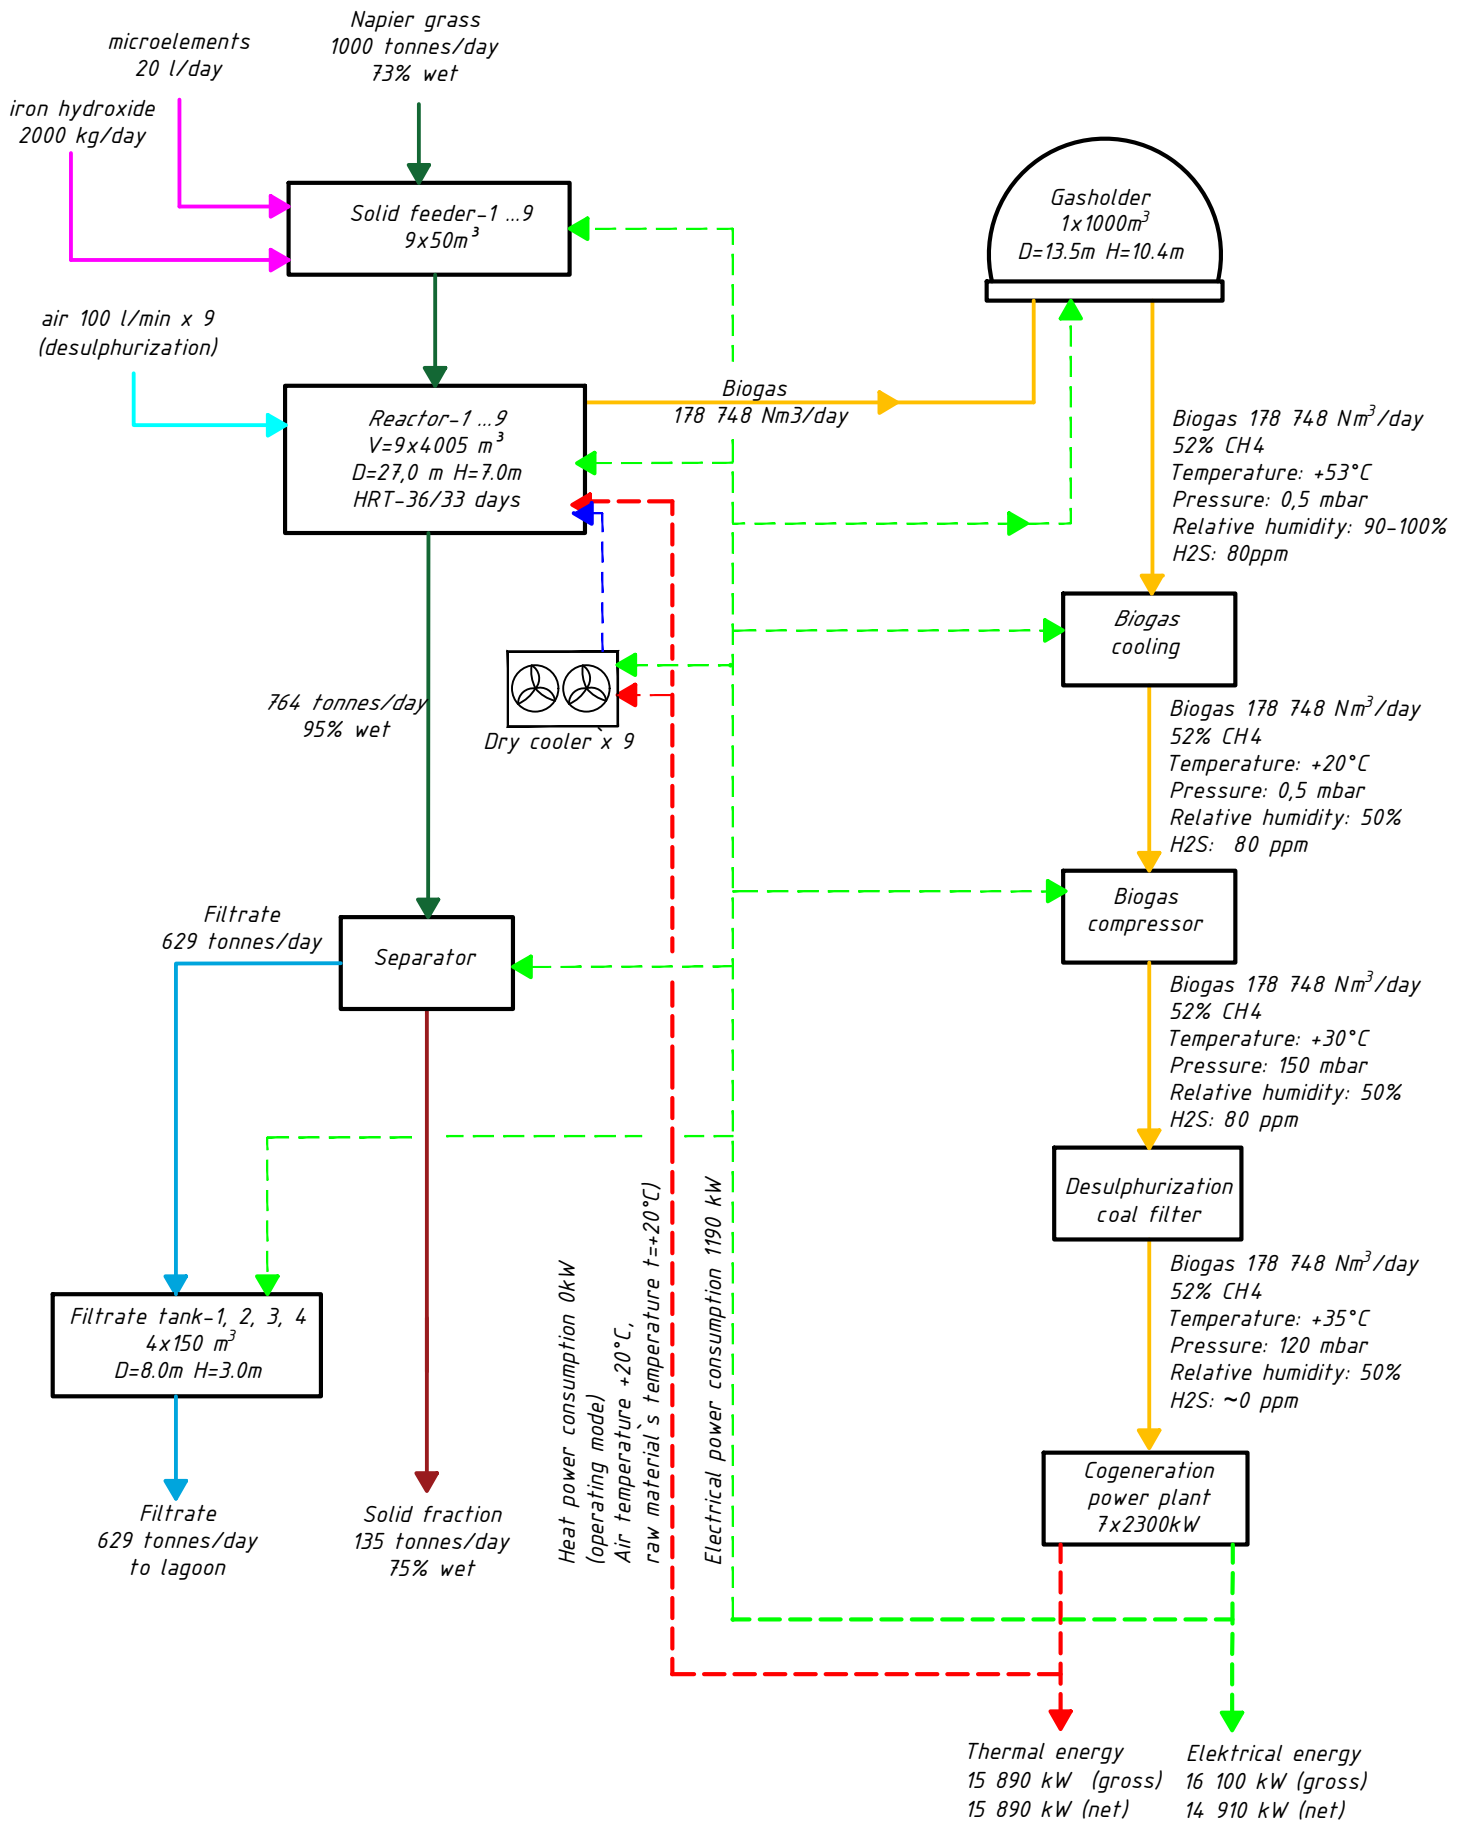 Napier grass
1000 tonnes/day
73% wet
microelements
20 l/day
iron hydroxide
2000 kg/day
Solid feeder-1 ...9
9x50m³
Gasholder
1x1000m³
D=13.5m H=10.4m
air 100 l/min x 9
(desulphurization)
Reactor-1 ...9
V=9x4005 m³
D=27,0 m H=7.0m
HRT-36/33 days
Biogas
178 748 Nm3/day
Biogas 178 748 Nm³/day
52% CH4
Temperature: +53°C
Pressure: 0,5 mbar
Relative humidity: 90-100%
H2S: 80ppm
Biogas
cooling
764 tonnes/day
95% wet
Dry cooler`x 9
Biogas 178 748 Nm³/day
52% CH4
Temperature: +20°C
Pressure: 0,5 mbar
Relative humidity: 50%
H2S: 80 ppm
Biogas
compressor
Filtrate
629 tonnes/day
Separator
Biogas 178 748 Nm³/day
52% CH4
Temperature: +30°C
Pressure: 150 mbar
Relative humidity: 50%
H2S: 80 ppm
Desulphurization
coal filter
Heat power consumption 0kW
(operating mode)
Air temperature +20°C,
raw material`s temperature t=+20°C)
Electrical power consumption 1190 kW
Biogas 178 748 Nm³/day
52% CH4
Temperature: +35°C
Pressure: 120 mbar
Relative humidity: 50%
H2S: ~0 ppm
Filtrate tank-1, 2, 3, 4
4x150 m³
D=8.0m H=3.0m
Cogeneration
power plant
7x2300kW
Filtrate
629 tonnes/day
to lagoon
Solid fraction
135 tonnes/day
75% wet
Thermal energy
15 890 kW (gross)
15 890 kW (net)
Elektrical energy
16 100 kW (gross)
14 910 kW (net)